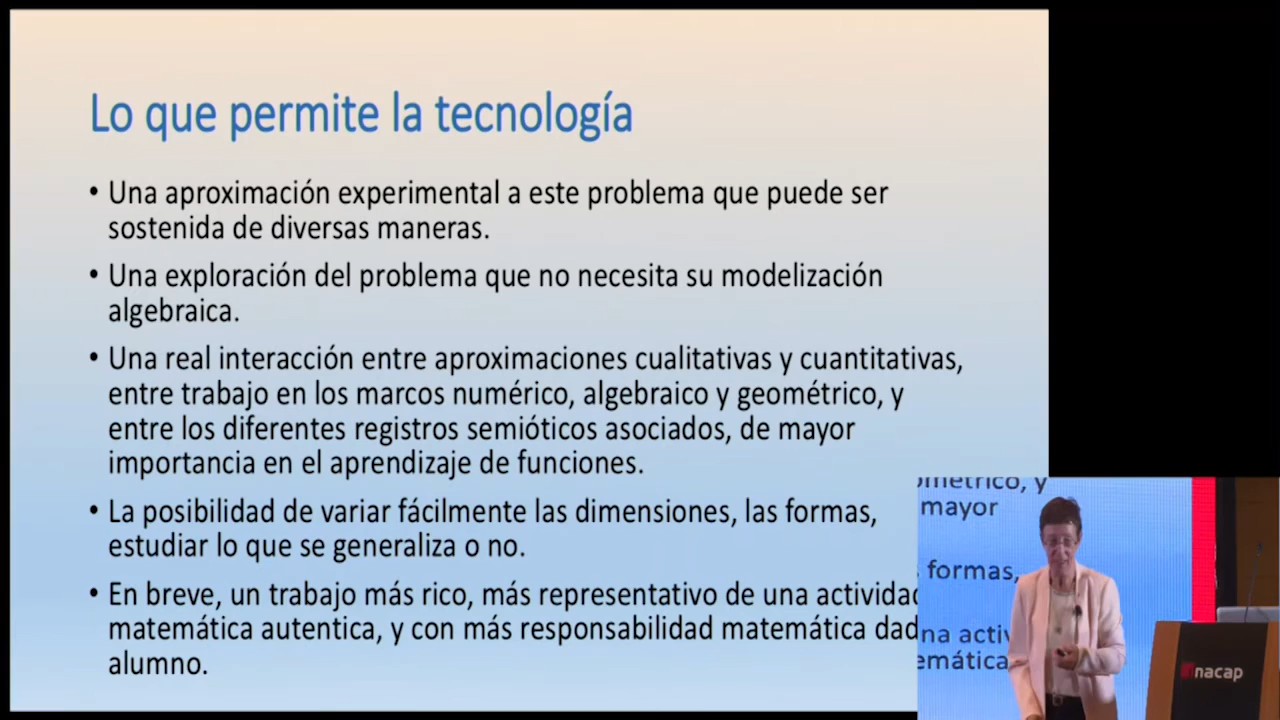 Lo que permite la tecnología
• Una aproximación experimental a este problema que puede ser
sostenida de diversas maneras.
• Una exploración del problema que no necesita su modelización
algebraica.
• Una real interacción entre aproximaciones cualitativas y cuantitativas,
entre trabajo en los marcos numérico, algebraico y geométrico, y
entre los diferentes registros semióticos asociados, de mayor
importancia en el aprendizaje de funciones.
• La posibilidad de variar fácilmente las dimensiones, las formas,
estudiar lo que se generaliza o no.
• En breve, un trabajo más rico, más representativo de una actividad
matemática autentica, y con más responsabilidad matemática dad
alumno.
ométrico, y
mayor
formas,
na activ
emática
inacap